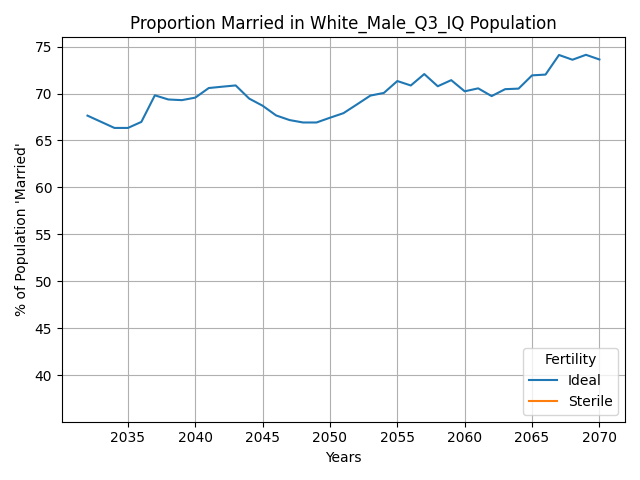 Proportion Married in White_Male_Q3_IQ Population
75
70
65
60
55
50
45
40
% of Population 'Married'
2035 2040 2045 2050 2055 2060 2065 2070
Years
Fertility
Ideal
Sterile